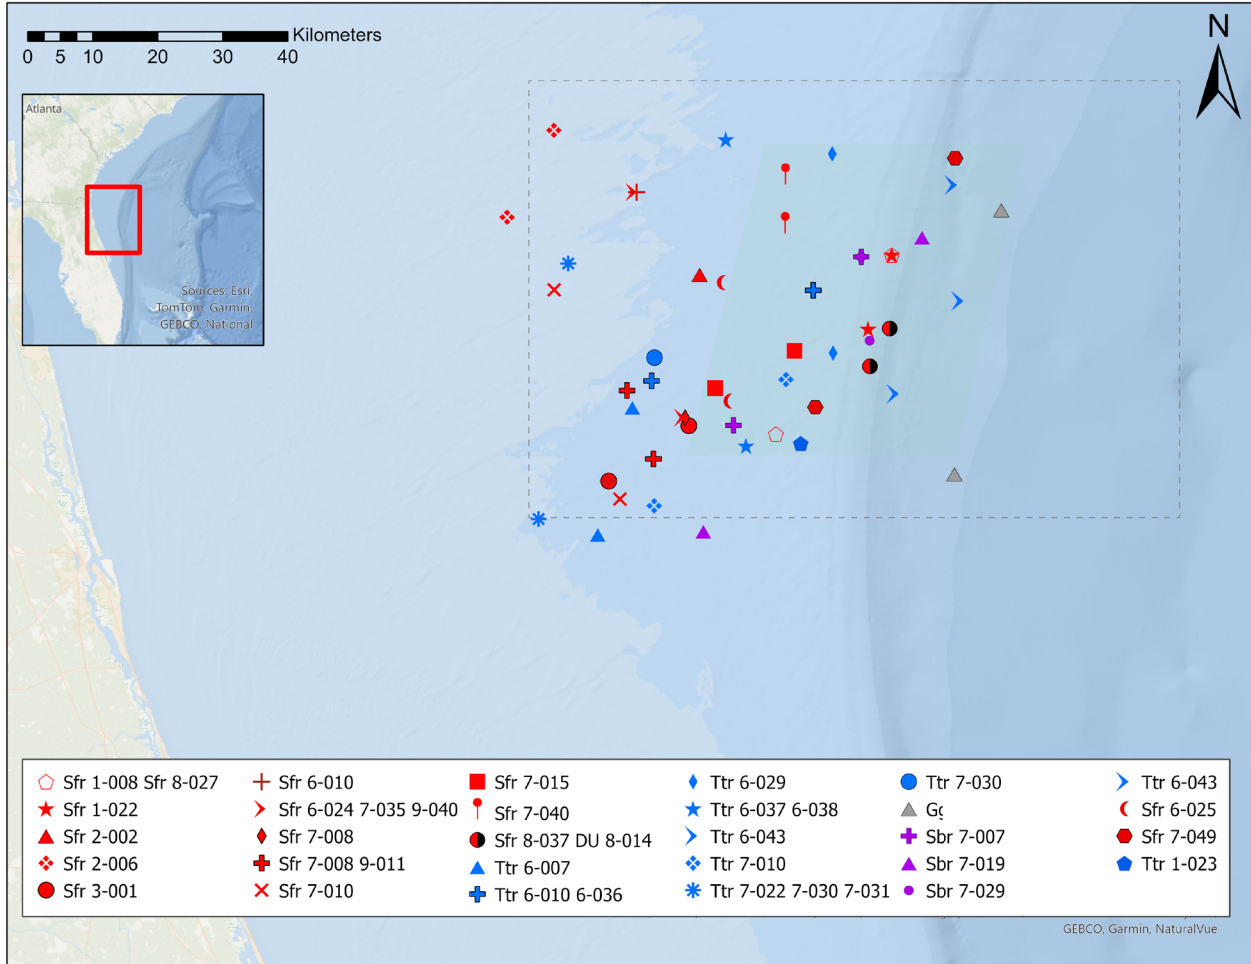 Kilometers
0 5 10 20 30 40
N
Atlanta
Sources: Esri,
TomTom, Garmin,
GEBCO, National
Sfr 1-008 Sfr 8-027
Sfr 1-022
Sfr 2-002
Sfr 2-006
Sfr 3-001
Sfr 6-010
Sfr 6-024 7-035 9-040
Sfr 7-008
Sfr 7-008 9-011
Sfr 7-010
Sfr 7-015
Sfr 7-040
Sfr 8-037 DU 8-014
Ttr 6-007
Ttr 6-010 6-036
Ttr 6-029
Ttr 6-037 6-038
Ttr 6-043
Ttr 7-010
Ttr 7-022 7-030 7-031
Ttr 7-030
Gg
Sbr 7-007
Sbr 7-019
Sbr 7-029
Ttr 6-043
Sfr 6-025
Sfr 7-049
Ttr 1-023
GEBCO, Garmin, NaturalVue